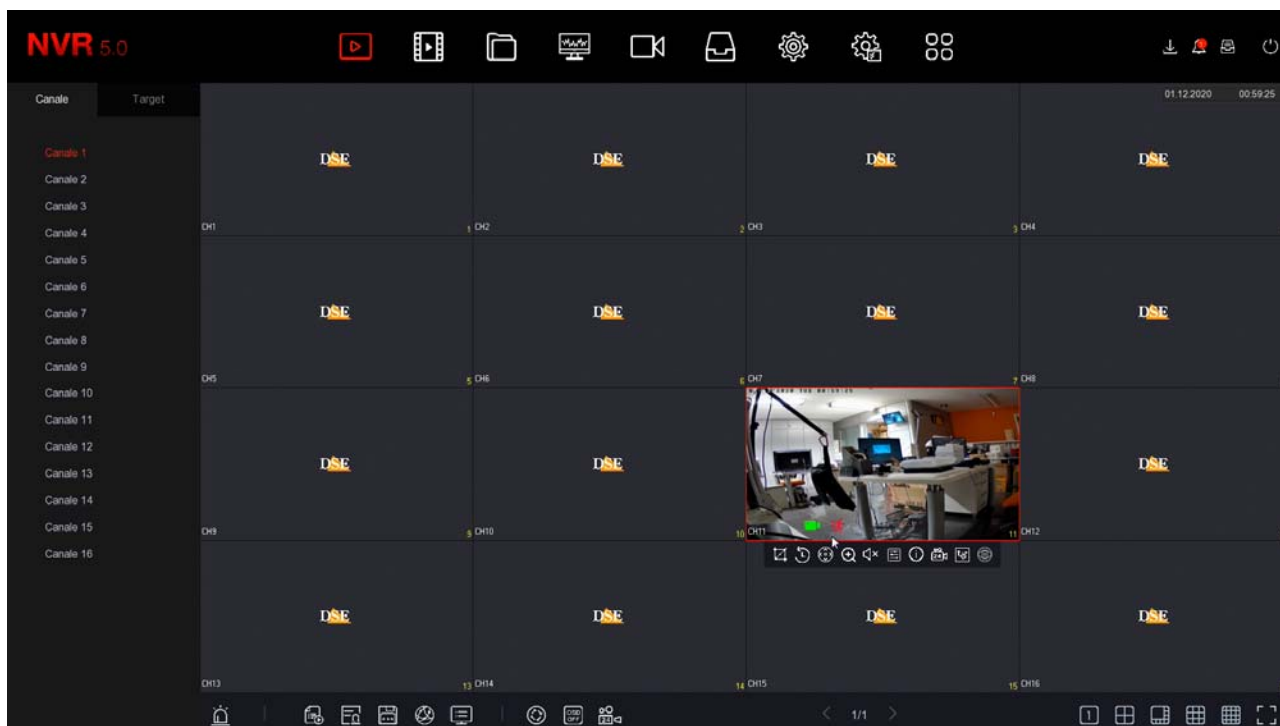 NVR 5.0
Canale Target
01.12.2020 00:59:25
Canale 1
Canale 2
Canale 3
Canale 4
Canale 5
Canale 6
Canale 7
Canale 8
Canale 9
Canale 10
Canale 11
Canale 12
Canale 13
Canale 14
Canale 15
Canale 16
DSE DSE DSE DSE
CH1 1 CH2 2 CH3 3 CH4
DSE DSE DSE DSE
CH5 5 CH6 6 CH7 7 CH8
DSE DSE DSE
CH9 9 CH10 10 CH11 11 CH12
DSE DSE DSE DSE
CH13 13 CH14 14 CH15 15 CH16
OSD OFF 24 1/1 1